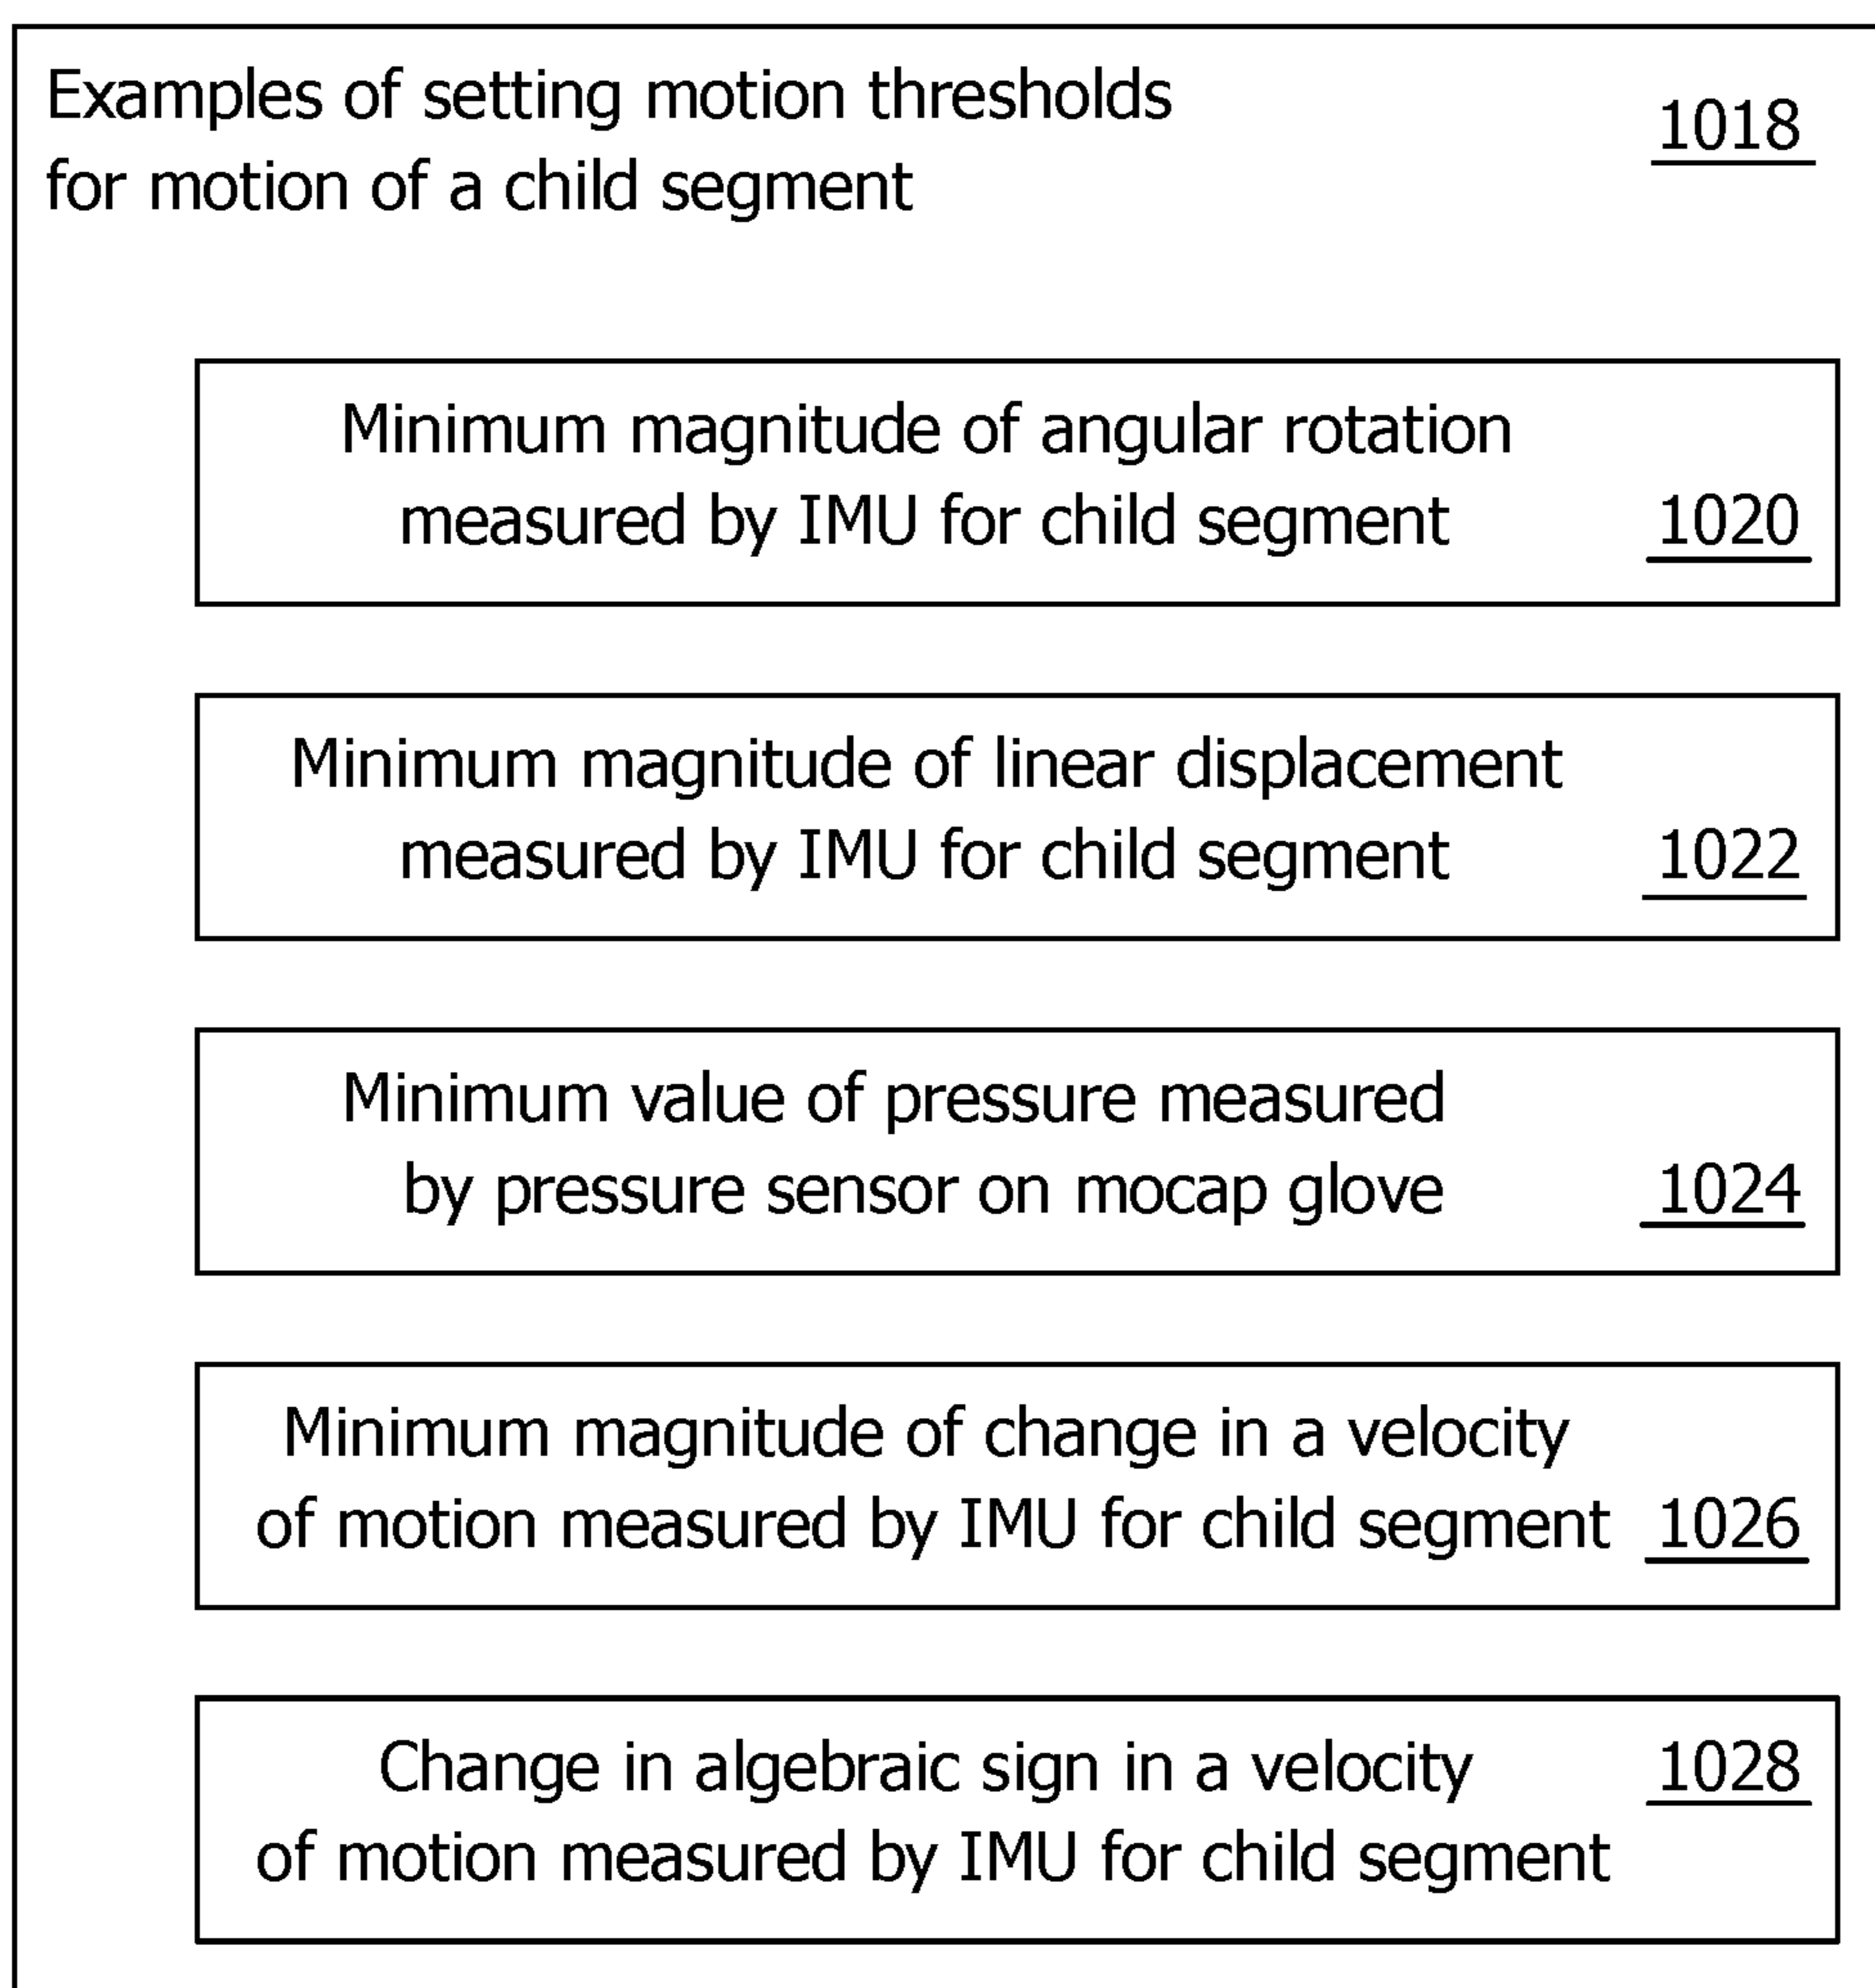 Examples of setting motion thresholds 1018
for motion of a child segment
Minimum magnitude of angular rotation
measured by IMU for child segment 1020
Minimum magnitude of linear displacement
measured by IMU for child segment 1022
Minimum value of pressure measured
by pressure sensor on mocap glove 1024
Minimum magnitude of change in a velocity
of motion measured by IMU for child segment 1026
Change in algebraic sign in a velocity 1028
of motion measured by IMU for child segment